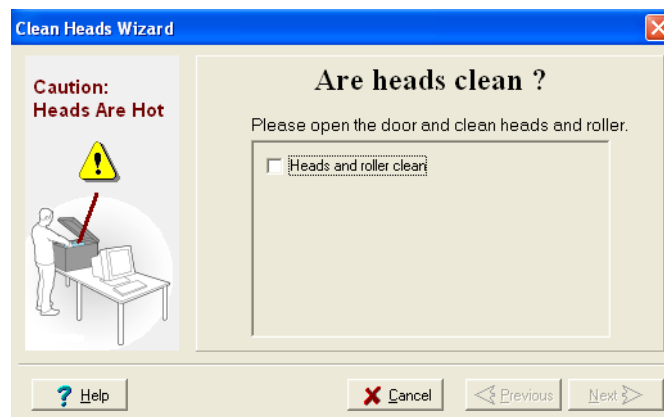 Clean Heads Wizard
Caution:
Heads Are Hot
Are heads clean ?
Please open the door and clean heads and roller.
Heads and roller clean
Help
Cancel
Previous
Next